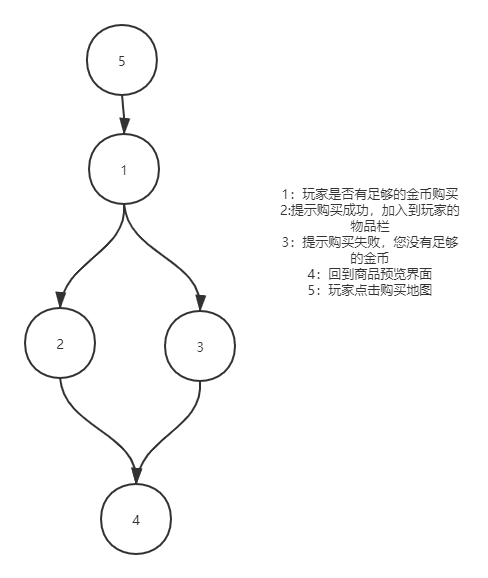 5
1
2
3
4
1：玩家是否有足够的金币购买
2:提示购买成功，加入到玩家的
物品栏
3：提示购买失败，您没有足够
的金币
4：回到商品预览界面
5：玩家点击购买地图